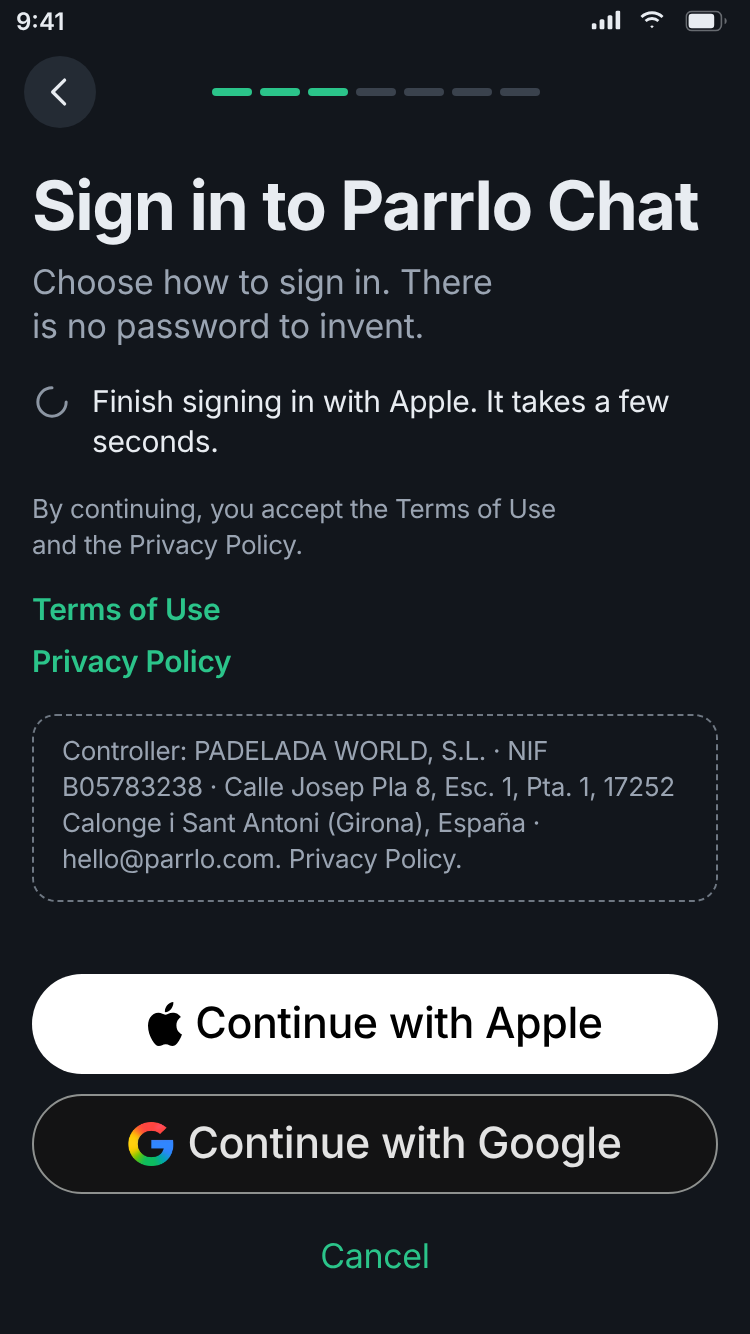 9:41
Sign in to Parrlo Chat
Choose how to sign in. There
is no password to invent.
Finish signing in with Apple. It takes a few
seconds.
By continuing, you accept the Terms of Use
and the Privacy Policy.
Terms of Use
Privacy Policy
Controller: PADELADA WORLD, S.L. · NIF
B05783238 · Calle Josep Pla 8, Esc. 1, Pta. 1, 17252
Calonge i Sant Antoni (Girona), España ·
hello@parrlo.com. Privacy Policy.
Continue with Apple
Continue with Google
Cancel